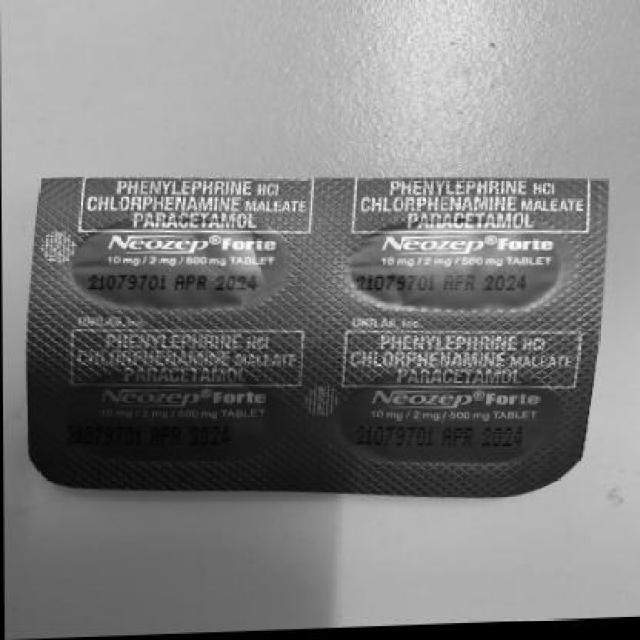 PHENYLEPHRINE HCl
CHLORPHENAMINE MALEATE
PARACETAMOL
Neozep® Forte
10 mg / 2 mg / 500 mg TABLET
21079701 APR 2024
PHENYLEPHRINE HCl
CHLORPHENAMINE MALEATE
PARACETAMOL
Neozep® Forte
10 mg / 2 mg / 500 mg TABLET
21079701 APR 2024
UNILAB, Inc.
PHENYLEPHRINE HCl
CHLORPHENAMINE MALEATE
PARACETAMOL
Neozep® Forte
10 mg / 2 mg / 500 mg TABLET
21079701 APR 2024
UNILAB, Inc.
PHENYLEPHRINE HCl
CHLORPHENAMINE MALEATE
PARACETAMOL
Neozep® Forte
10 mg / 2 mg / 500 mg TABLET
21079701 APR 2024